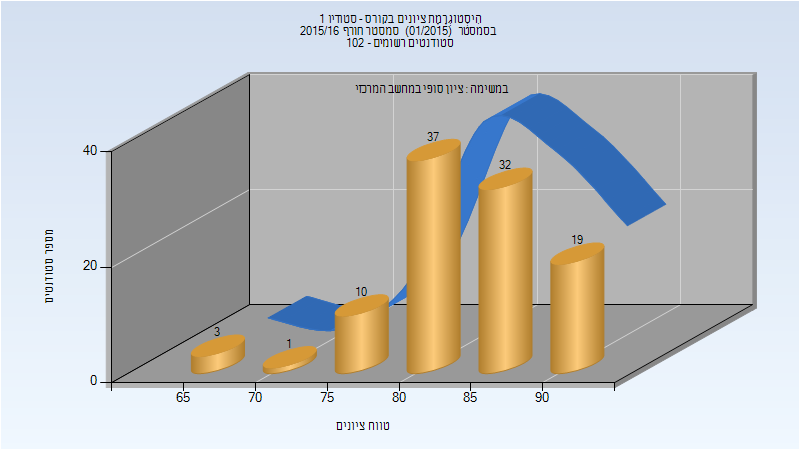 היסטוגרמת ציונים בקורס - סטודיו 1
בסמסטר (01/2015) סמסטר חורף 2015/16
סטודנטים רשומים - 102
במשימה : ציון סופי במחשב המרכזי
40
20
0
מספר סטודנטים
3
1
10
37
32
19
65
70
75
80
85
90
טווח ציונים